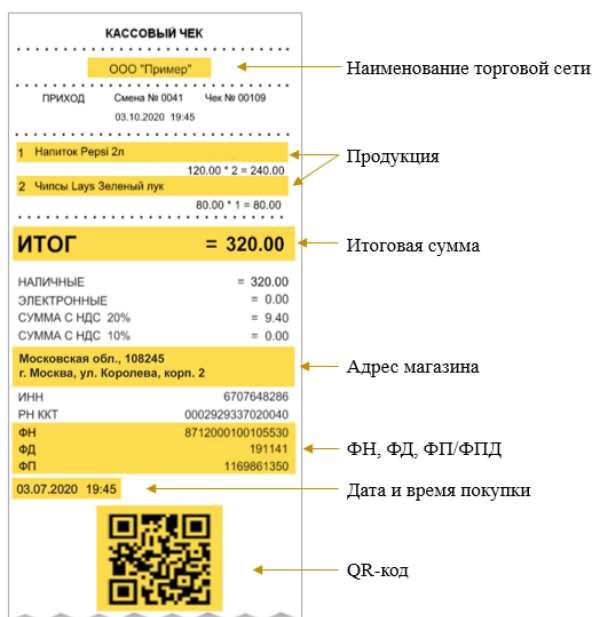 КАССОВЫЙ ЧЕК
ООО "Пример"
Наименование торговой сети
ПРИХОД Смена № 0041 Чек № 00109
03.10.2020 19:45
1 Напиток Pepsi 2л
Продукция
120.00 * 2 = 240.00
2 Чипсы Lays Зеленый лук
80.00 * 1 = 80.00
ИТОГ = 320.00
Итоговая сумма
НАЛИЧНЫЕ = 320.00
ЭЛЕКТРОННЫЕ = 0.00
СУММА С НДС 20% = 9.40
СУММА С НДС 10% = 0.00
Московская обл., 108245
г. Москва, ул. Королева, корп. 2
Адрес магазина
ИНН 6707648286
РН ККТ 0002929337020040
ФН 8712000100105530
ФД 191141
ФП 1169861350
ФН, ФД, ФП/ФПД
03.07.2020 19:45
Дата и время покупки
QR-код